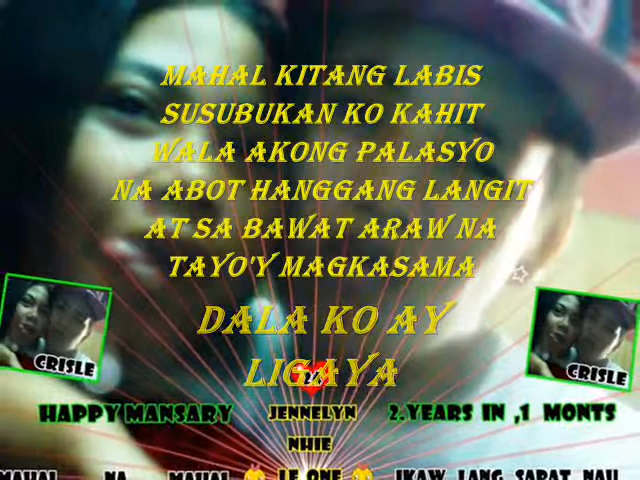 MAHAL KITANG LABIS
SUSUBUKAN KO KAHIT
WALA AKONG PALASYO
NA ABOT HANGGANG LANGIT
AT SA BAWAT ARAW NA
TAYO'Y MAGKASAMA
DALA KO AY
LIGAYA
CRISLE
CRISLE
HAPPY MANSARY JENNELYN 2.YEARS IN ,1 MONTS
NHIE
MAHAL NA MAHAL LE ONE IKAW LANG SAPAT NAU